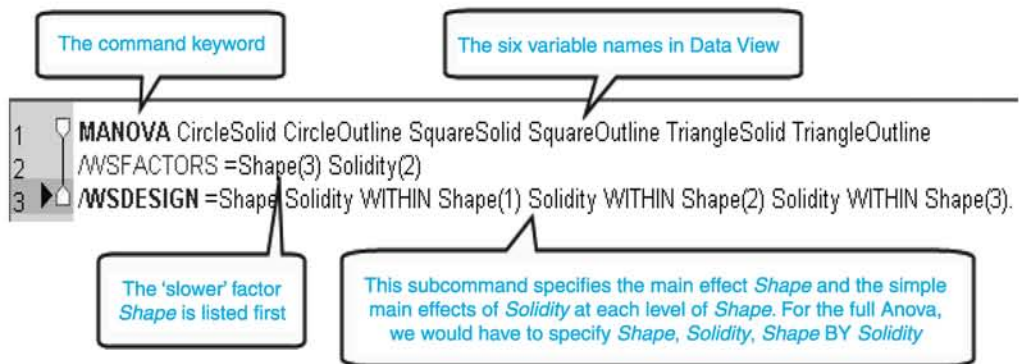 The command keyword
The six variable names in Data View
1 MANOVA CircleSolid CircleOutline SquareSolid SquareOutline TriangleSolid TriangleOutline
2 /WSFACTORS =Shape(3) Solidity(2)
3 /WSDESIGN =Shape Solidity WITHIN Shape(1) Solidity WITHIN Shape(2) Solidity WITHIN Shape(3).
The 'slower' factor
Shape is listed first
This subcommand specifies the main effect Shape and the simple
main effects of Solidity at each level of Shape. For the full Anova,
we would have to specify Shape, Solidity, Shape BY Solidity